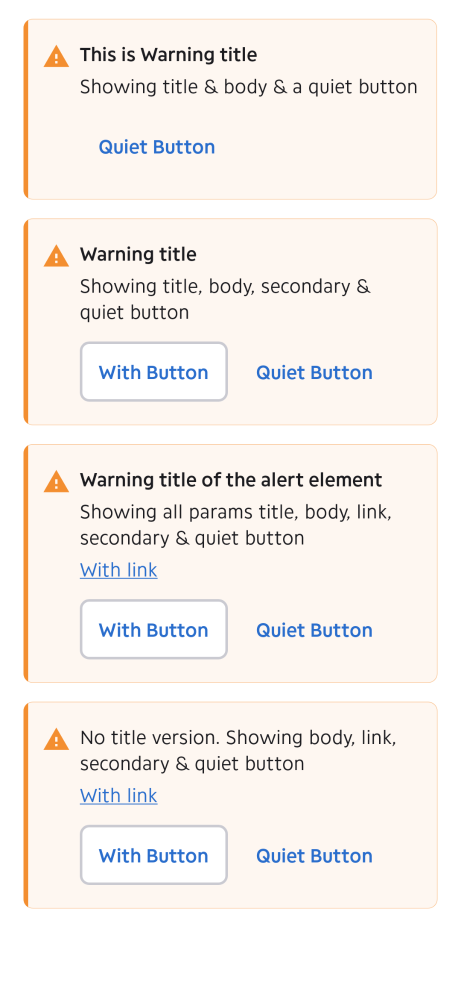 This is Warning title
Showing title & body & a quiet button
Quiet Button
Warning title
Showing title, body, secondary &
quiet button
With Button
Quiet Button
Warning title of the alert element
Showing all params title, body, link,
secondary & quiet button
With link
With Button
Quiet Button
No title version. Showing body, link,
secondary & quiet button
With link
With Button
Quiet Button